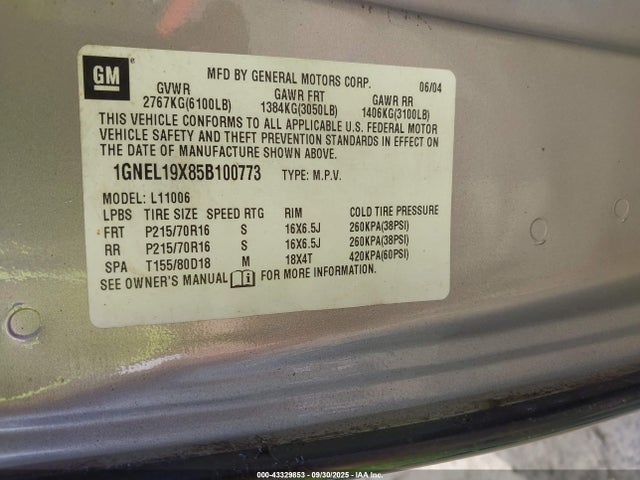 GM
MFD BY GENERAL MOTORS CORP. 06/04
GVWR GAWR FRT GAWR RR
2767KG(6100LB) 1384KG(3050LB) 1406KG(3100LB)
THIS VEHICLE CONFORMS TO ALL APPLICABLE U.S. FEDERAL MOTOR
VEHICLE SAFETY AND THEFT PREVENTION STANDARDS IN EFFECT ON
THE DATE OF MANUFACTURE SHOWN ABOVE.
1GNEL19X85B100773 TYPE: M.P.V.
MODEL: L11006
LPBS TIRE SIZE SPEED RTG RIM COLD TIRE PRESSURE
FRT P215/70R16 S 16X6.5J 260KPA(38PSI)
RR P215/70R16 S 16X6.5J 260KPA(38PSI)
SPA T155/80D18 M 18X4T 420KPA(60PSI)
SEE OWNER'S MANUAL FOR MORE INFORMATION.
000-43329853 - 09/30/2025 - IAA Inc.